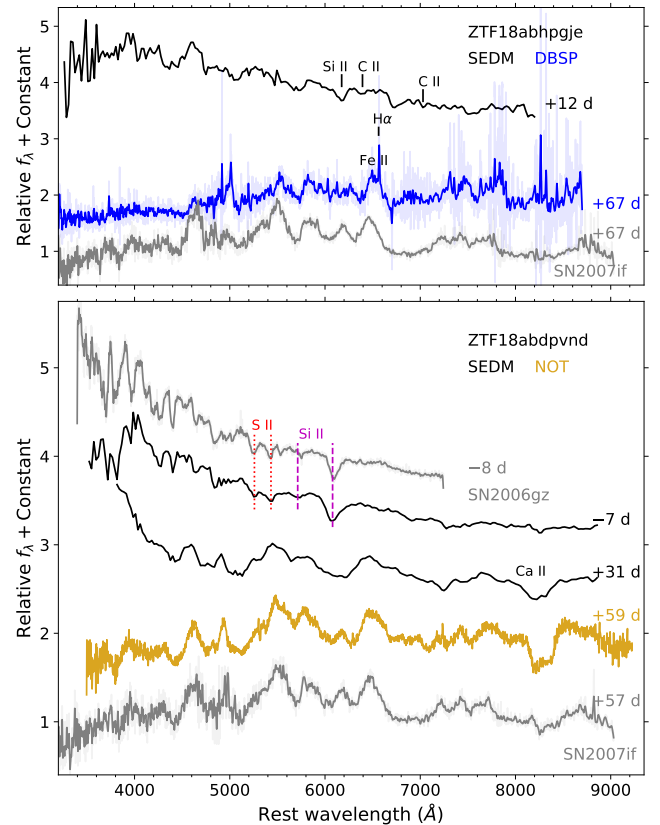 5
ZTF18abhpgje
SEDM DBSP
Si II C II
C II
+12 d
4
Hα
3
Fe II
2
+67 d
+67 d
1
SN2007if
Relative fλ + Constant
ZTF18abdpvnd
SEDM NOT
5
S II
Si II
4
−8 d
SN2006gz
−7 d
3
Ca II
+31 d
+59 d
2
+57 d
1
SN2007if
Relative fλ + Constant
4000 5000 6000 7000 8000 9000
Rest wavelength (Å)